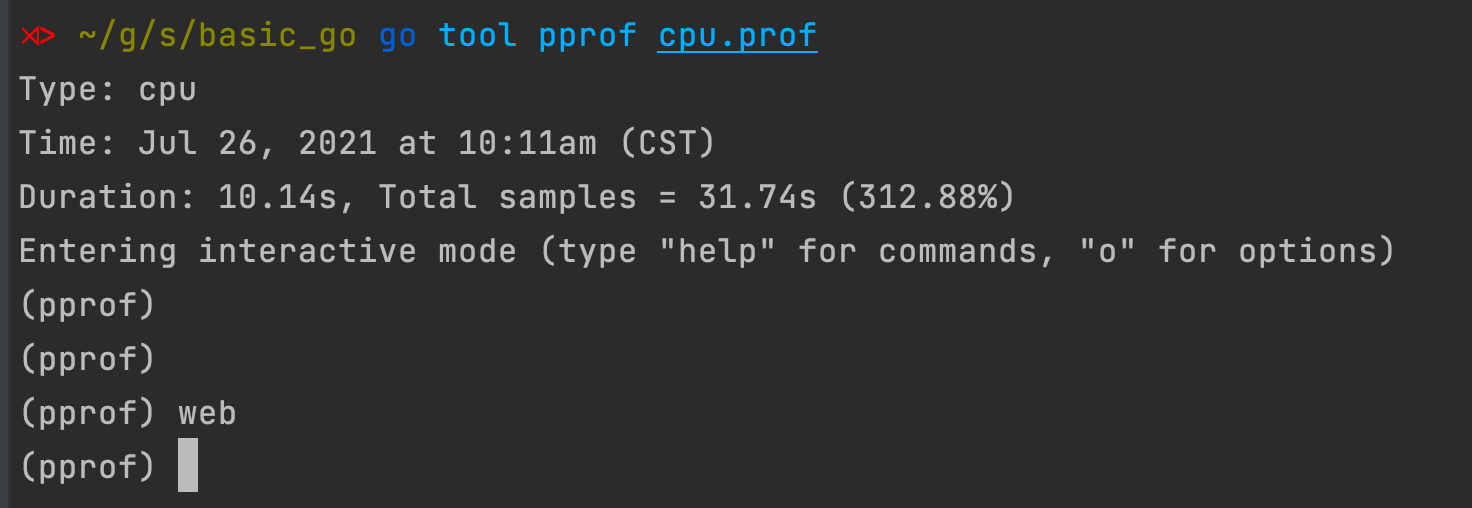 ~/g/s/basic_go go tool pprof cpu.prof
Type: cpu
Time: Jul 26, 2021 at 10:11am (CST)
Duration: 10.14s, Total samples = 31.74s (312.88%)
Entering interactive mode (type "help" for commands, "o" for options)
(pprof)
(pprof)
(pprof) web
(pprof)